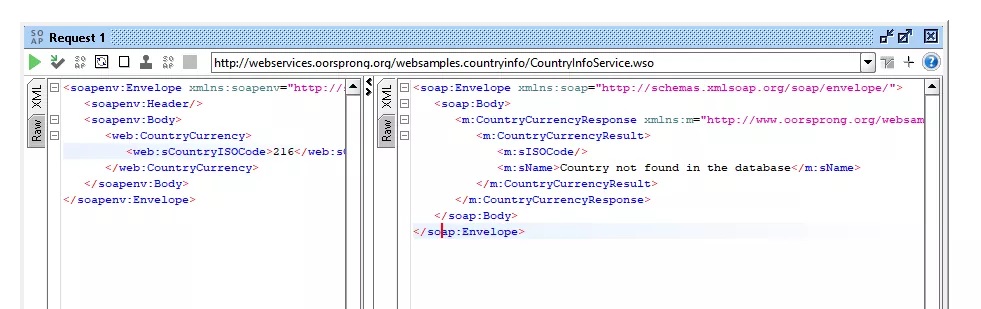 SO
AP
Request 1
http://webservices.oorsprong.org/websamples.countryinfo/CountryInfoService.wso
XML
Raw
<soapenv:Envelope xmlns:soapenv="http://
<soapenv:Header/>
<soapenv:Body>
<web:CountryCurrency>
<web:sCountryISOCode>216</web:s
</web:CountryCurrency>
</soapenv:Body>
</soapenv:Envelope>
XML
Raw
<soap:Envelope xmlns:soap="http://schemas.xmlsoap.org/soap/envelope/">
<soap:Body>
<m:CountryCurrencyResponse xmlns:m="http://www.oorsprong.org/websam
<m:CountryCurrencyResult>
<m:sISOCode/>
<m:sName>Country not found in the database</m:sName>
</m:CountryCurrencyResult>
</m:CountryCurrencyResponse>
</soap:Body>
</soap:Envelope>